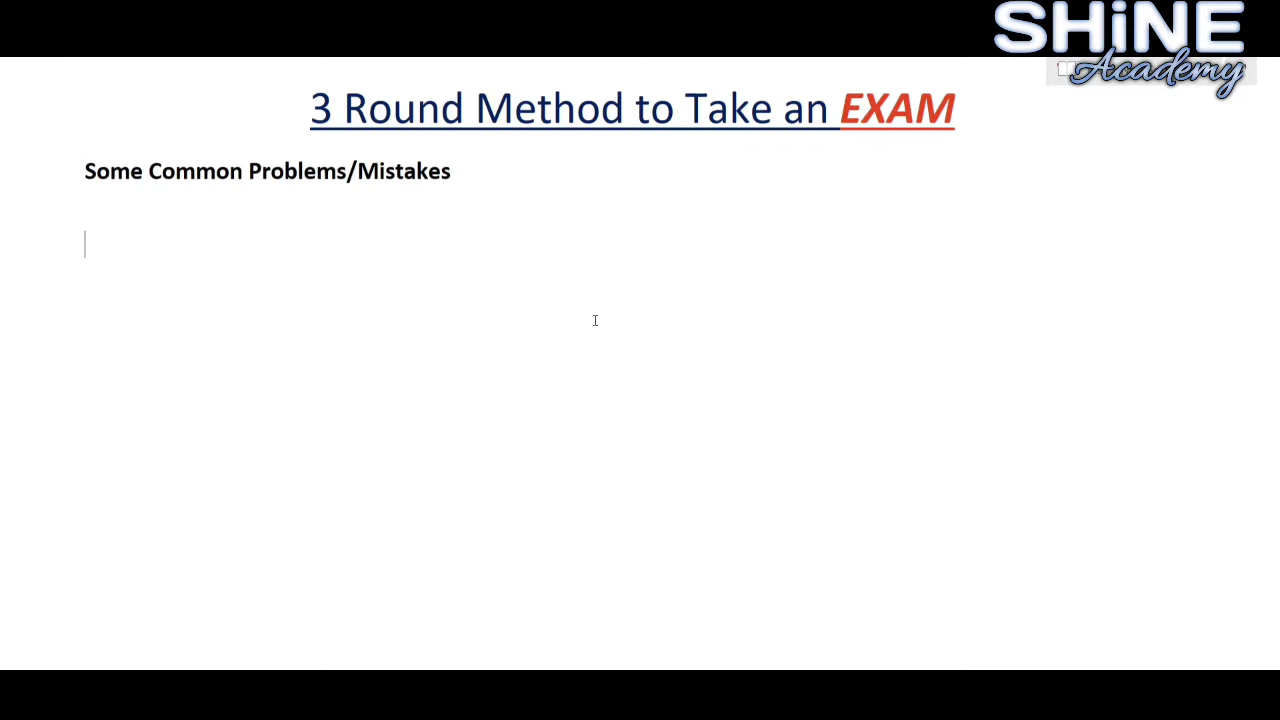 SHiNE
Academy
3 Round Method to Take an EXAM
Some Common Problems/Mistakes